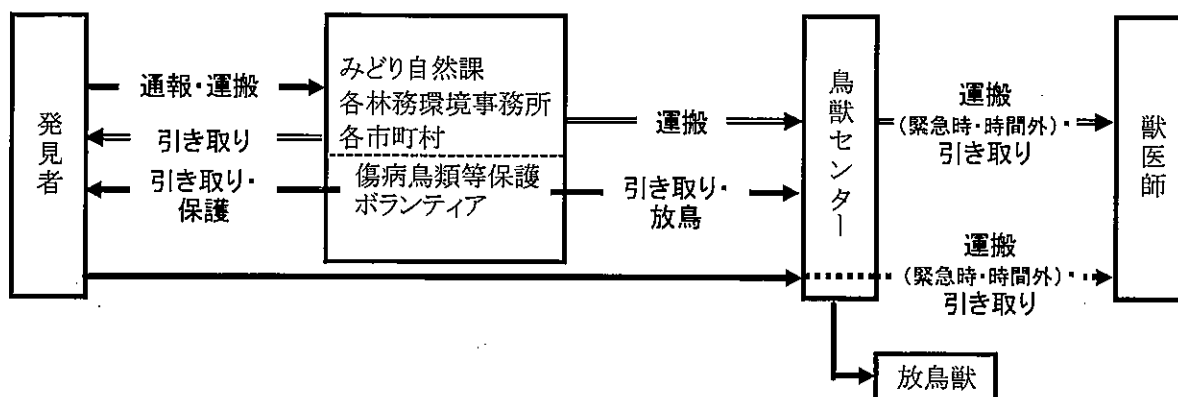 発見者
通報・運搬
引き取り
引き取り・
保護
みどり自然課
各林務環境事務所
各市町村
傷病鳥類等保護
ボランティア
運搬
引き取り・
放鳥
鳥獣センター
運搬
(緊急時・時間外)・
引き取り
運搬
(緊急時・時間外)・
引き取り
獣医師
放鳥獣